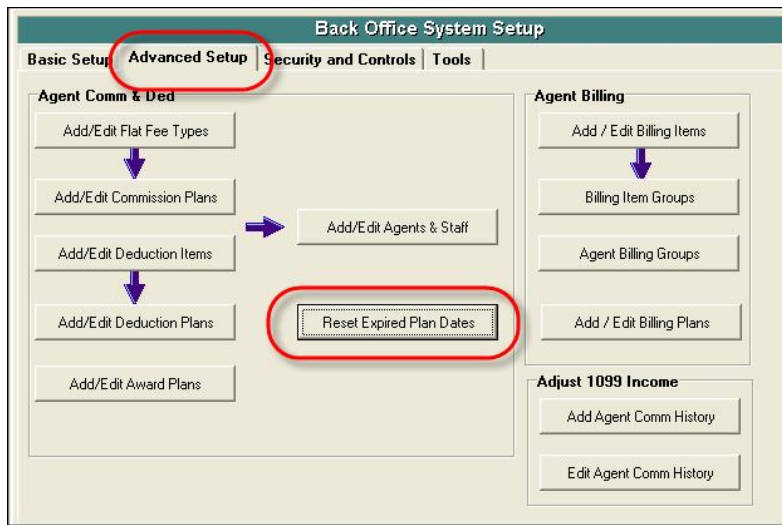 Back Office System Setup
Basic Setup
Advanced Setup
Security and Controls
Tools
Agent Comm & Ded
Add/Edit Flat Fee Types
Add/Edit Commission Plans
Add/Edit Deduction Items
Add/Edit Deduction Plans
Add/Edit Award Plans
Add/Edit Agents & Staff
Reset Expired Plan Dates
Agent Billing
Add / Edit Billing Items
Billing Item Groups
Agent Billing Groups
Add / Edit Billing Plans
Adjust 1099 Income
Add Agent Comm History
Edit Agent Comm History